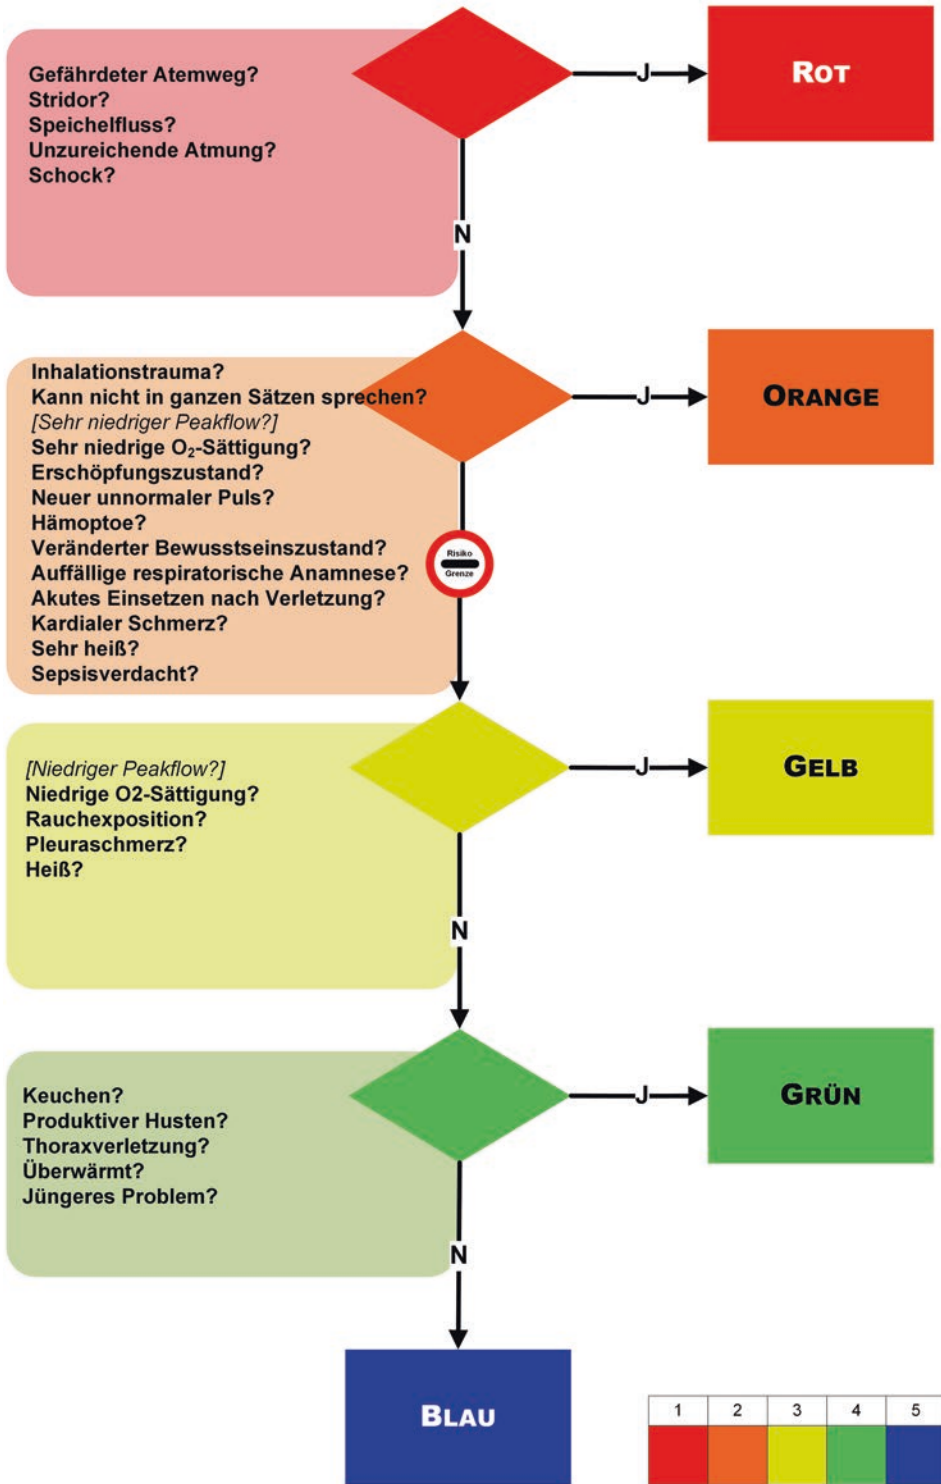 Gefährdeter Atemweg?
Stridor?
Speichelfluss?
Unzureichende Atmung?
Schock?
J
ROT
N
Inhalationstrauma?
Kann nicht in ganzen Sätzen sprechen?
[Sehr niedriger Peakflow?]
Sehr niedrige O₂-Sättigung?
Erschöpfungszustand?
Neuer unnormaler Puls?
Hämoptoe?
Veränderter Bewusstseinszustand?
Auffällige respiratorische Anamnese?
Akutes Einsetzen nach Verletzung?
Kardialer Schmerz?
Sehr heiß?
Sepsisverdacht?
J
ORANGE
Risiko
Grenze
[Niedriger Peakflow?]
Niedrige O2-Sättigung?
Rauchexposition?
Pleuraschmerz?
Heiß?
J
GELB
N
Keuchen?
Produktiver Husten?
Thoraxverletzung?
Überwärmt?
Jüngeres Problem?
J
GRÜN
N
BLAU
1 2 3 4 5